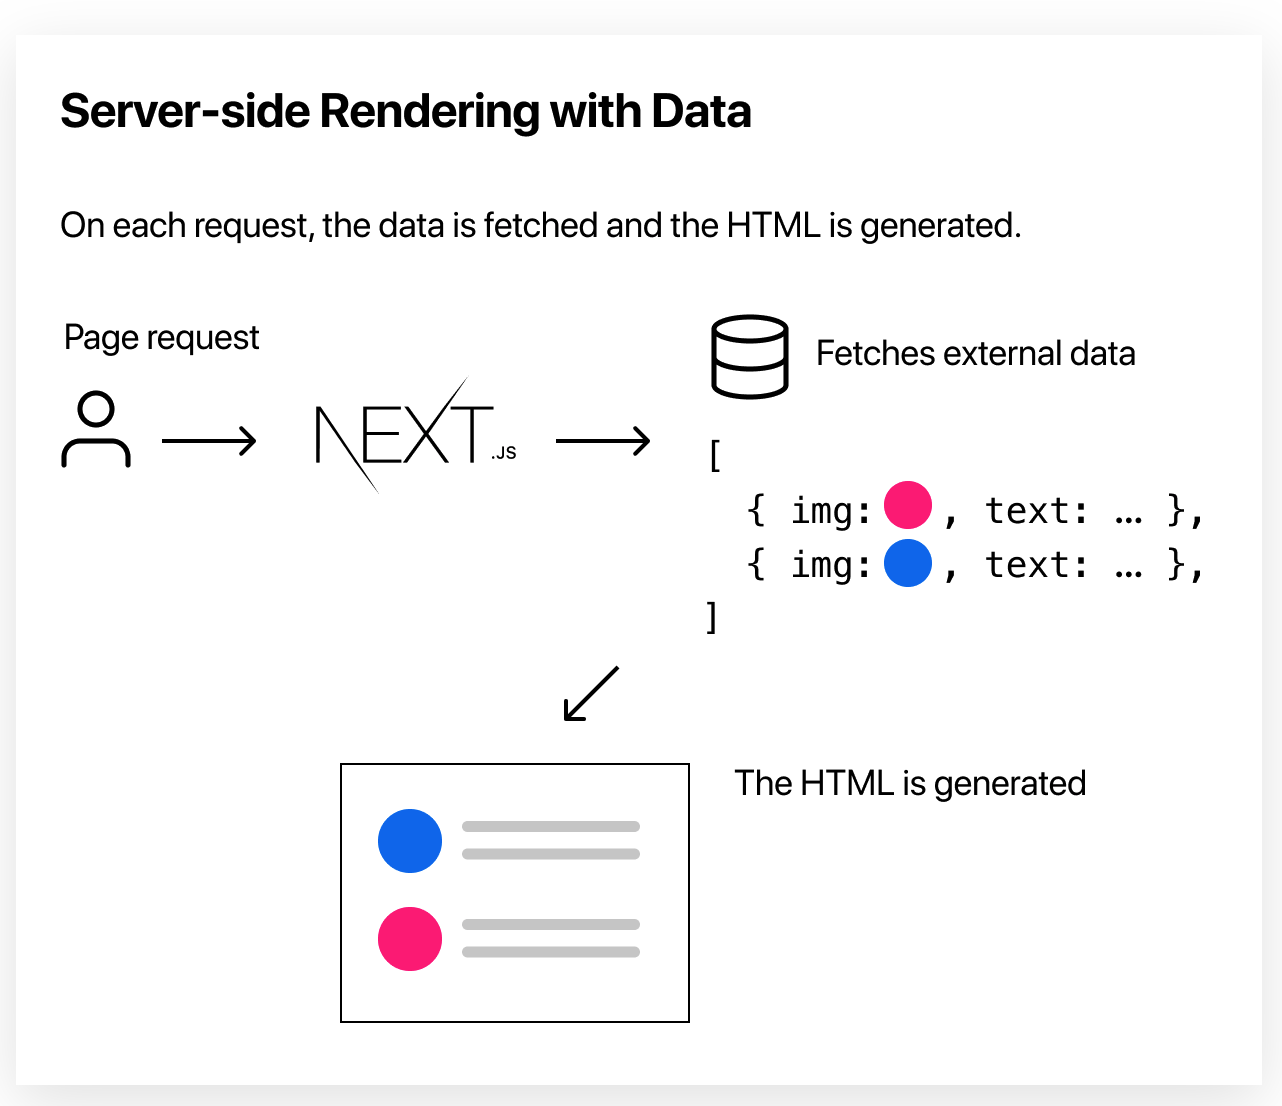 Server-side Rendering with Data
On each request, the data is fetched and the HTML is generated.
Page request
NEXT.JS
Fetches external data
[
{ img: , text: … },
{ img: , text: … },
]
The HTML is generated